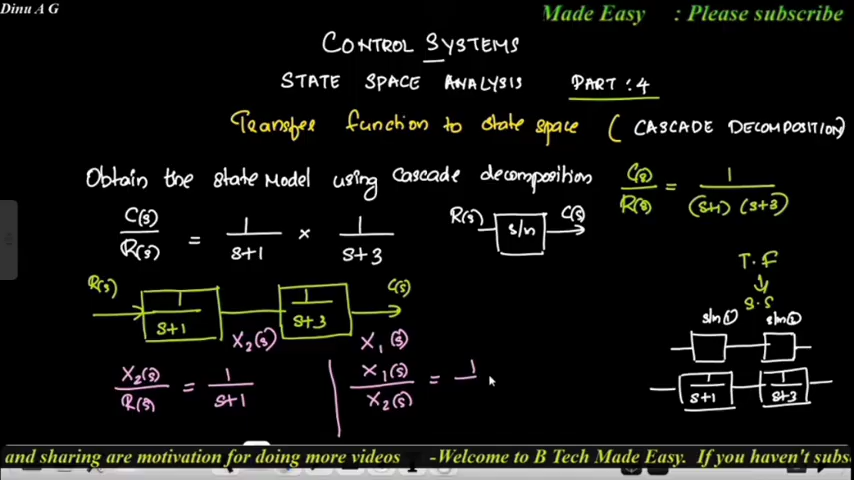 Dinu A G
Made Easy : Please subscribe
CONTROL SYSTEMS
STATE SPACE ANALYSIS PART : 4
Transfer function to state space ( CASCADE DECOMPOSITION)
Obtain the state Model using Cascade decomposition C(s)/R(s) = 1/(s+1) (s+3)
C(s)/R(s) = 1/s+1 × 1/s+3
R(s) s/n C(s)
T.F
↓
S.S
R(s) 1/s+1 1/s+3 C(s)
X2(s) X1(s)
s/n① s/n②
X2(s)/R(s) = 1/s+1
X1(s)/X2(s) = 1
1/s+1 1/s+3
and sharing are motivation for doing more videos -Welcome to B Tech Made Easy. If you haven't subs